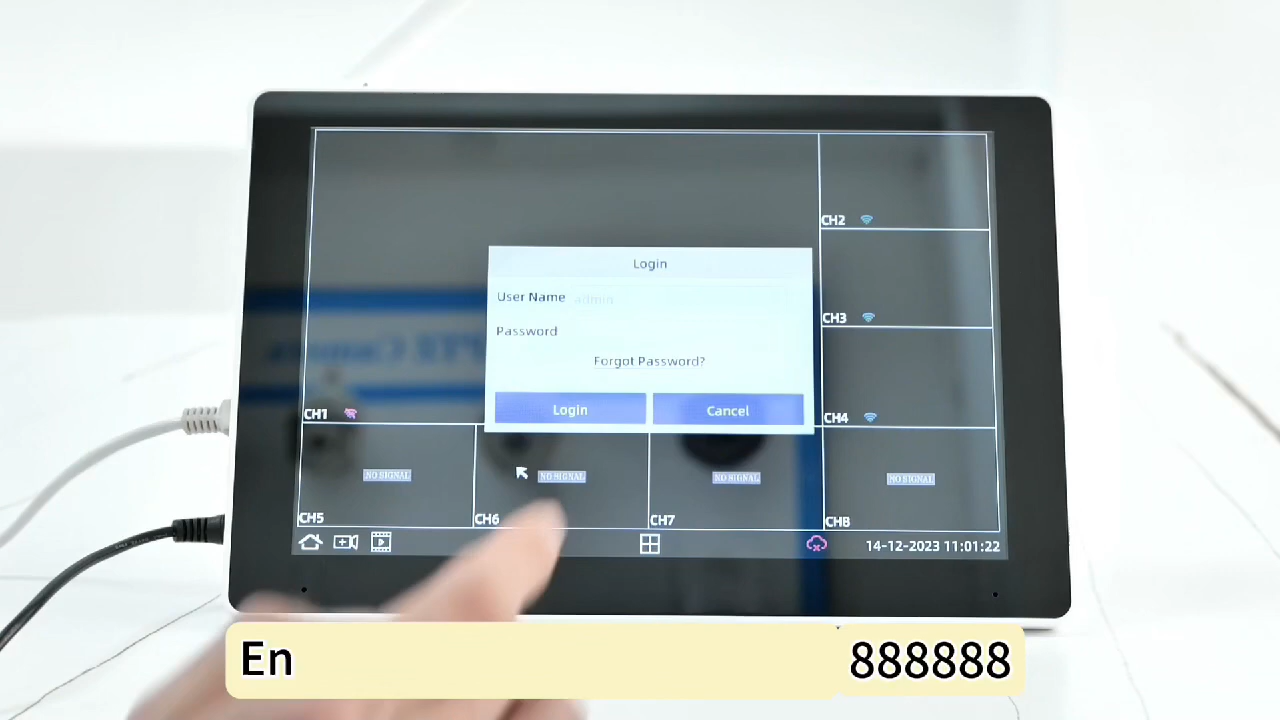 CH2
Login
User Name admin
Password
CH3
Forgot Password?
CH1
Login Cancel
CH4
NO SIGNAL
NO SIGNAL
NO SIGNAL
NO SIGNAL
CH5
CH6
CH7
CH8
14-12-2023 11:01:22
En 888888